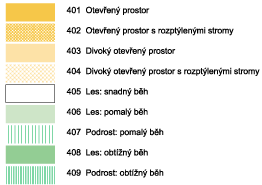 401 Otevřený prostor
402 Otevřený prostor s rozptýlenými stromy
403 Divoký otevřený prostor
404 Divoký otevřený prostor s rozptýlenými stromy
405 Les: snadný běh
406 Les: pomalý běh
407 Podrost: pomalý běh
408 Les: obtížný běh
409 Podrost: obtížný běh